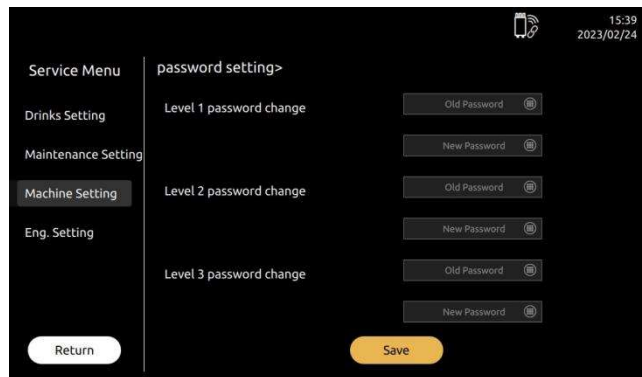 15:39
2023/02/24
Service Menu
password setting>
Drinks Setting
Level 1 password change
Old Password
New Password
Maintenance Setting
Machine Setting
Level 2 password change
Old Password
New Password
Eng. Setting
Level 3 password change
Old Password
New Password
Return
Save